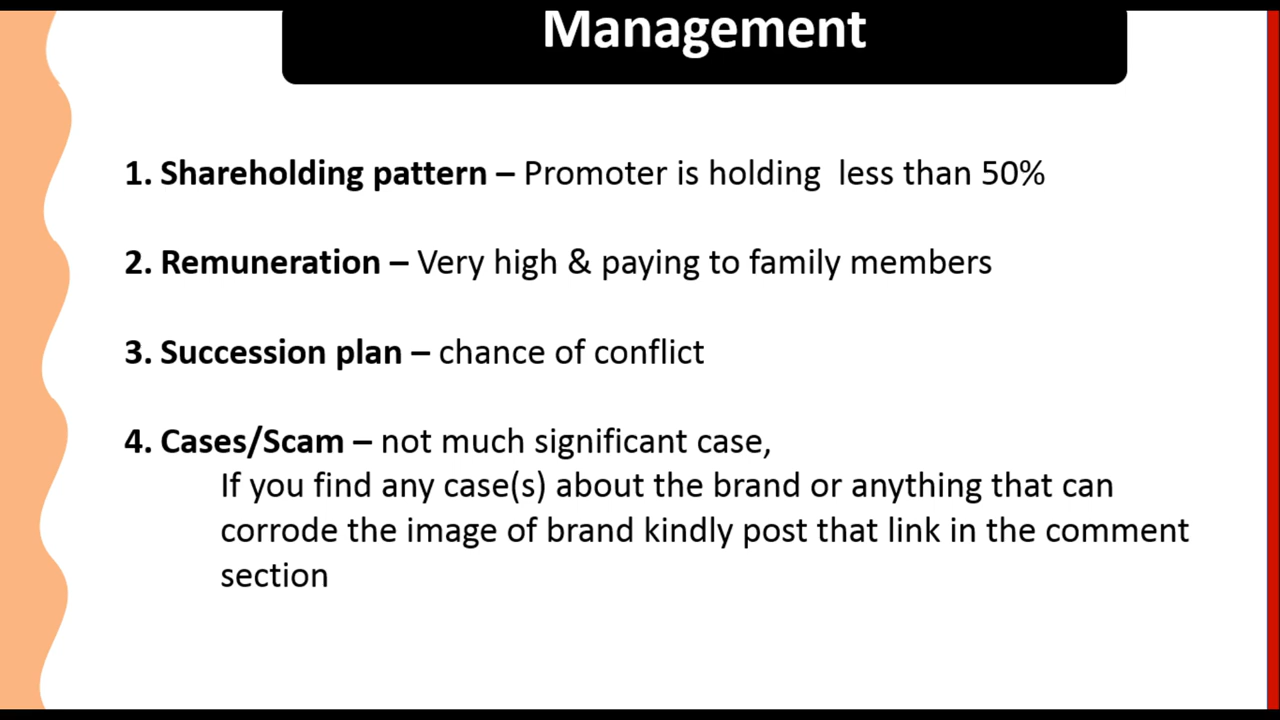 Management
1. Shareholding pattern – Promoter is holding  less than 50%
2. Remuneration – Very high & paying to family members
3. Succession plan – chance of conflict
4. Cases/Scam – not much significant case,
If you find any case(s) about the brand or anything that can
corrode the image of brand kindly post that link in the comment
section